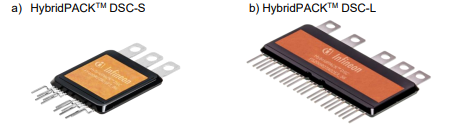 a) HybridPACK™ DSC-S
b) HybridPACK™ DSC-L
Infineon
Infineon